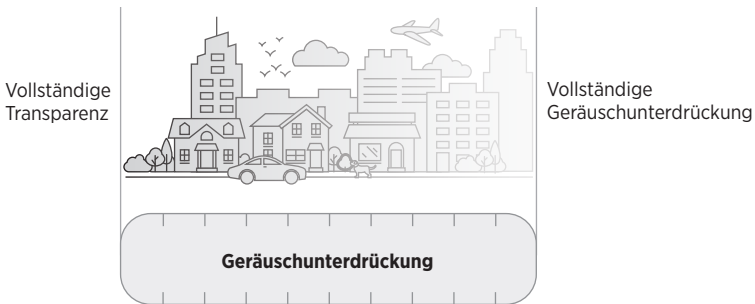 Vollständige
Transparenz
Vollständige
Geräuschunterdrückung
Geräuschunterdrückung